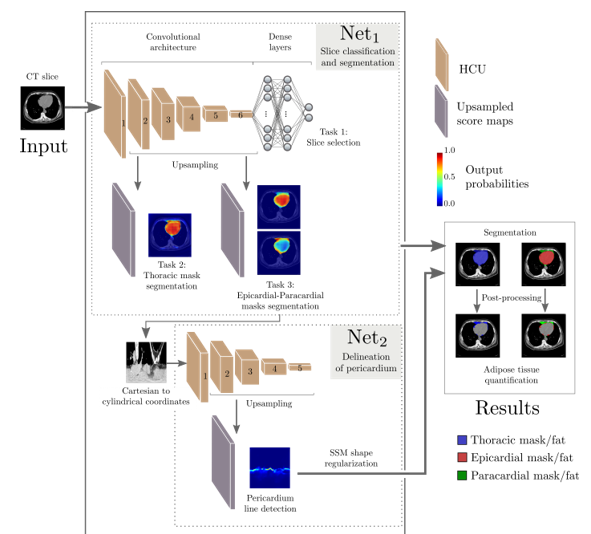 Net1
Slice classification
and segmentation
Convolutional
architecture
Dense
layers
CT slice
Input
1
2
3
4
5
6
Task 1:
Slice selection
Upsampling
Task 2:
Thoracic mask
segmentation
Task 3:
Epicardial-Paracardial
masks segmentation
HCU
Upsampled
score maps
1.0
0.5
0.0
Output
probabilities
Segmentation
Post-processing
Adipose tissue
quantification
Results
Thoracic mask/fat
Epicardial mask/fat
Paracardial mask/fat
Net2
Delineation
of pericardium
Cartesian to
cylindrical coordinates
1
2
3
4
5
Upsampling
Pericardium
line detection
SSM shape
regularization